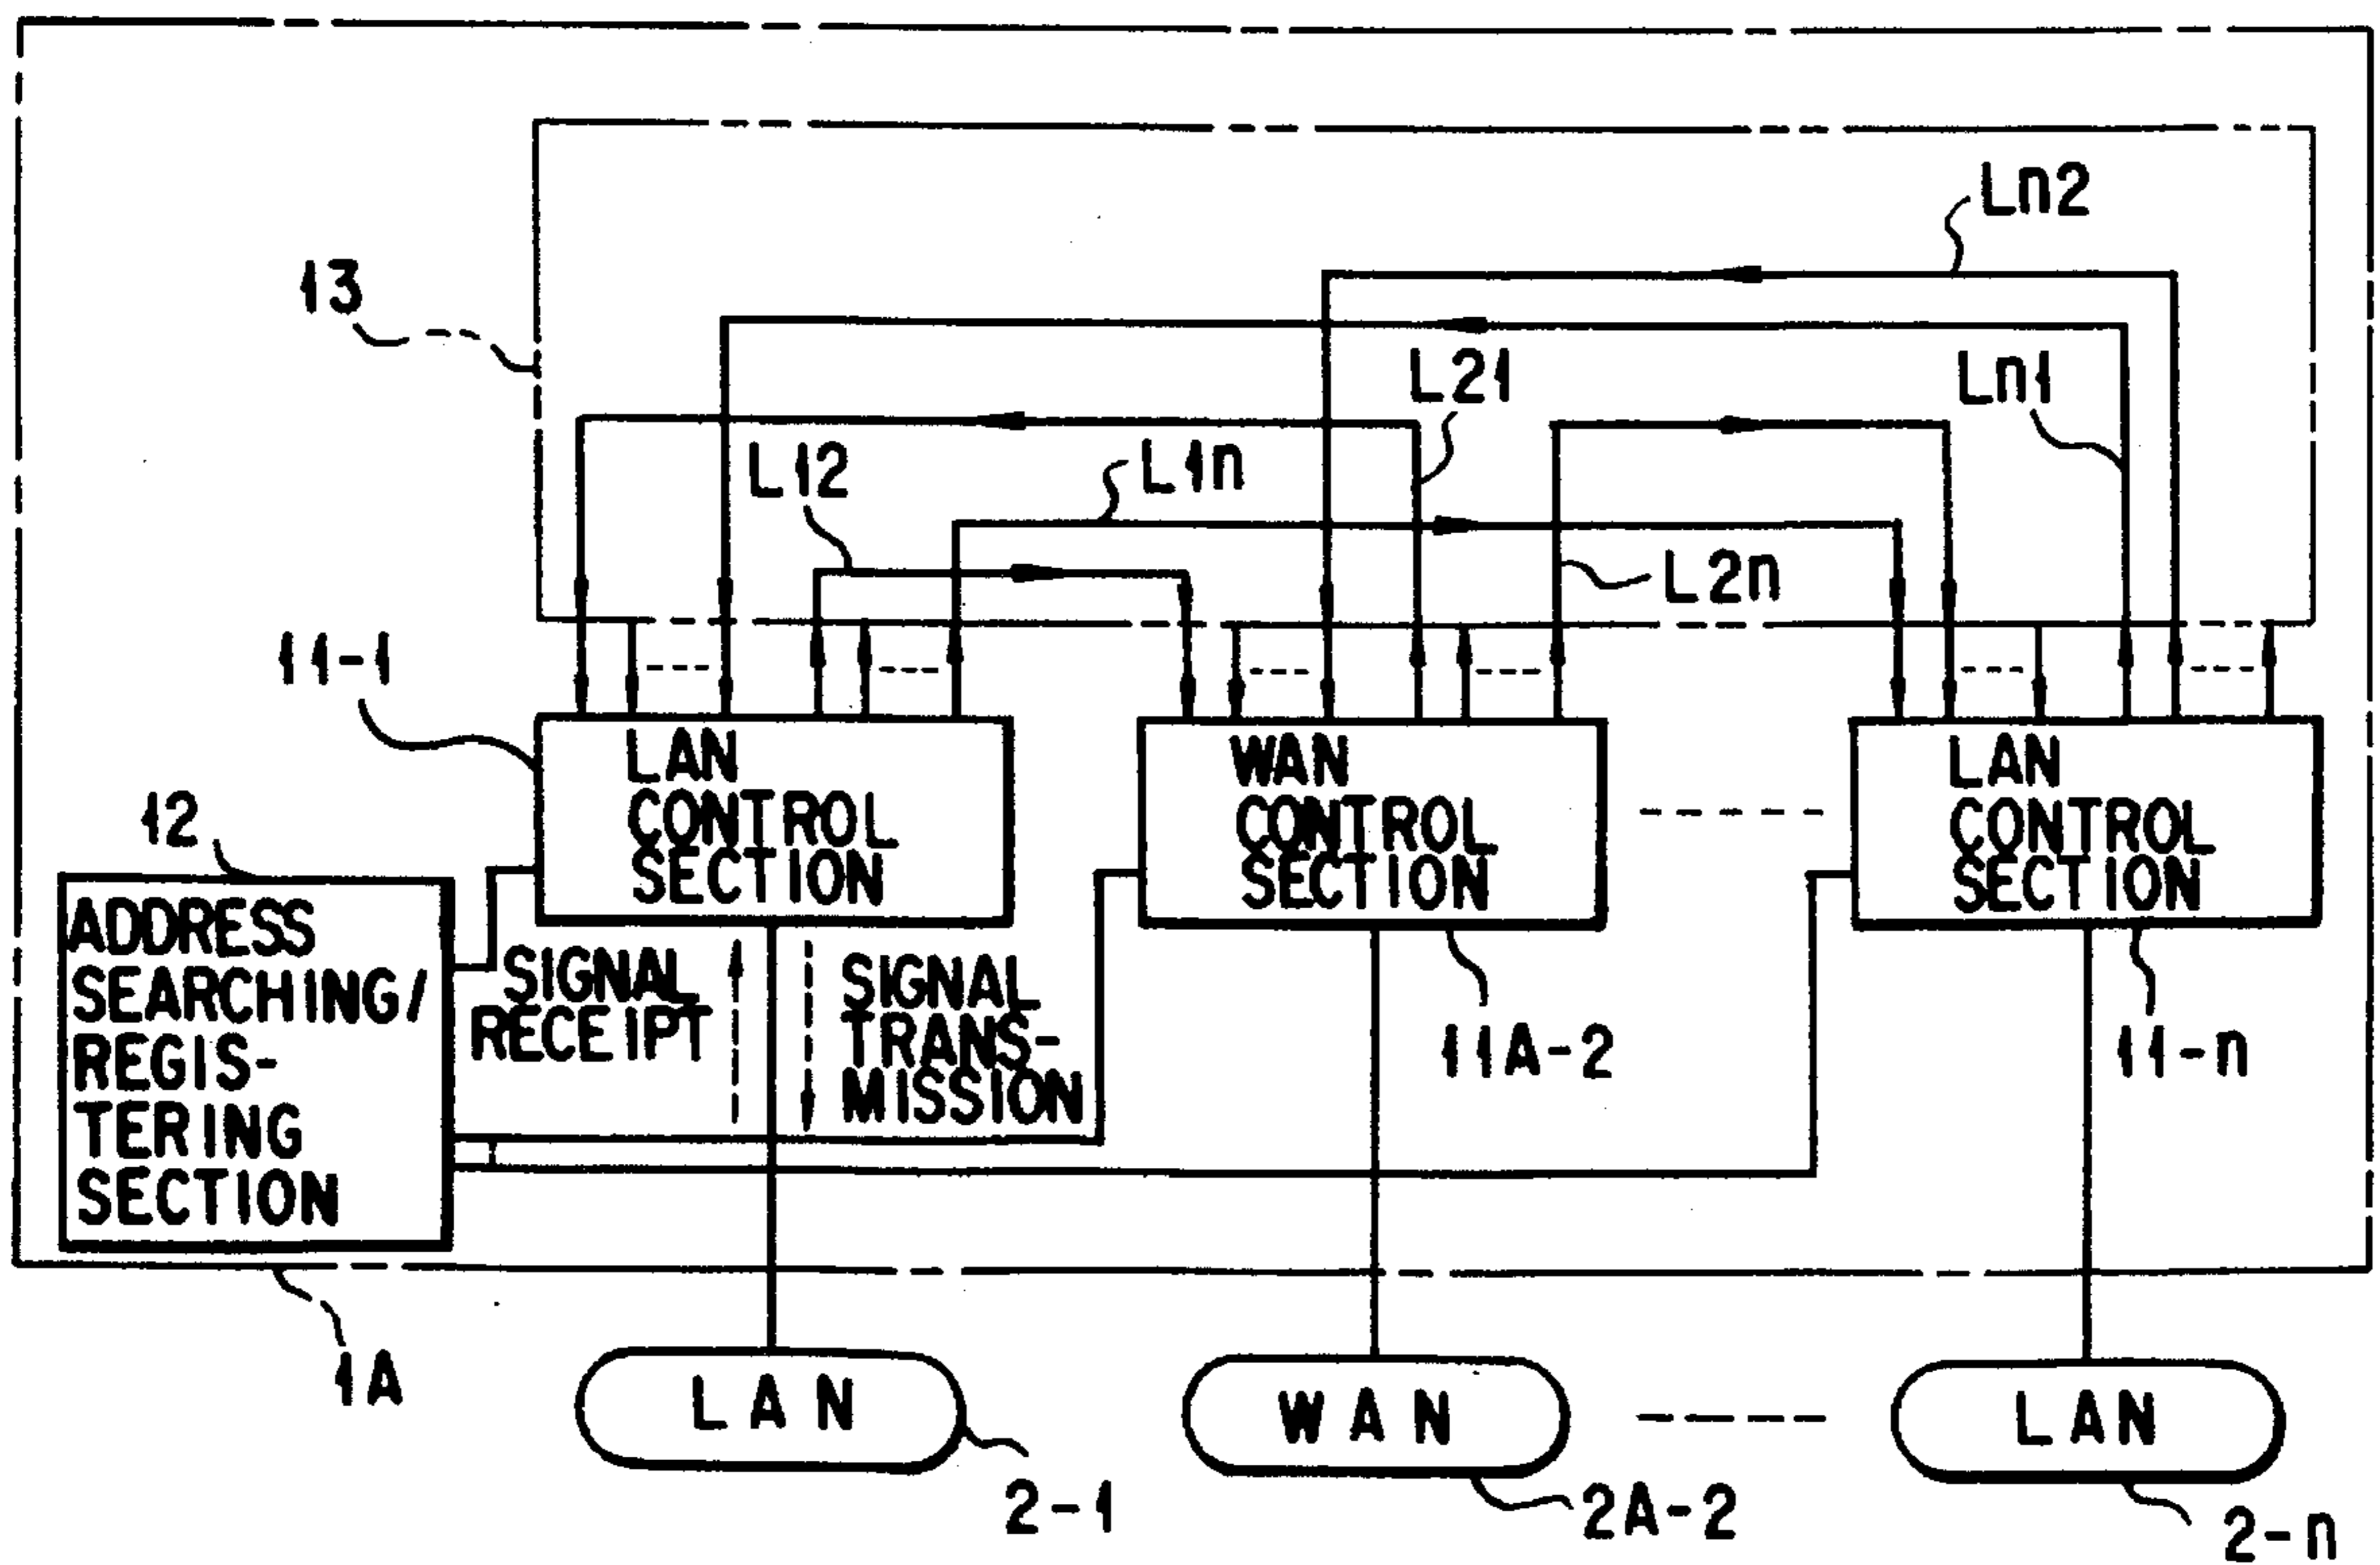 Ln2
13
L21
Ln1
L12
L1n
L2n
11-1
LAN
CONTROL
SECTION
WAN
CONTROL
SECTION
LAN
CONTROL
SECTION
12
ADDRESS
SEARCHING/
REGIS-
TERING
SECTION
SIGNAL
RECEIPT
SIGNAL
TRANS-
MISSION
11A-2
11-n
1A
LAN
WAN
LAN
2-1
2A-2
2-n